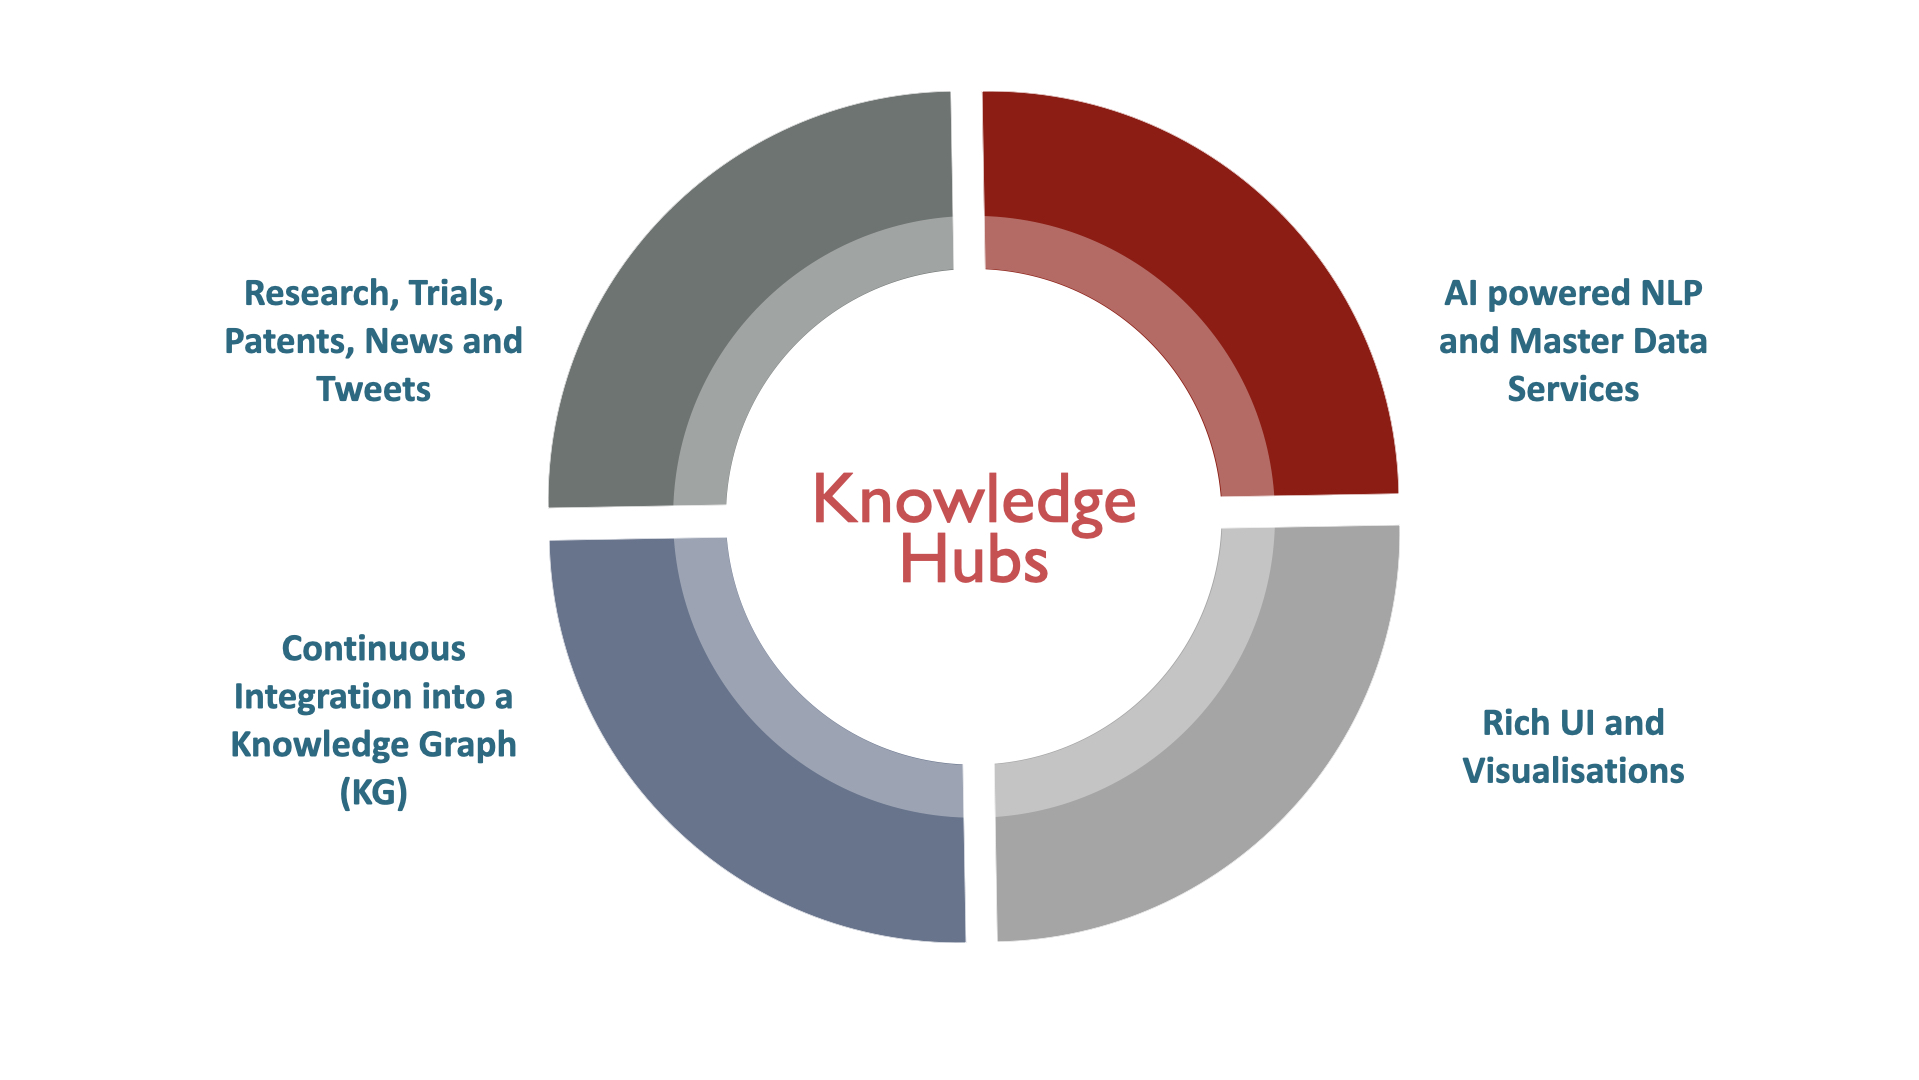 Research, Trials,
Patents, News and
Tweets
AI powered NLP
and Master Data
Services
Knowledge
Hubs
Continuous
Integration into a
Knowledge Graph
(KG)
Rich UI and
Visualisations